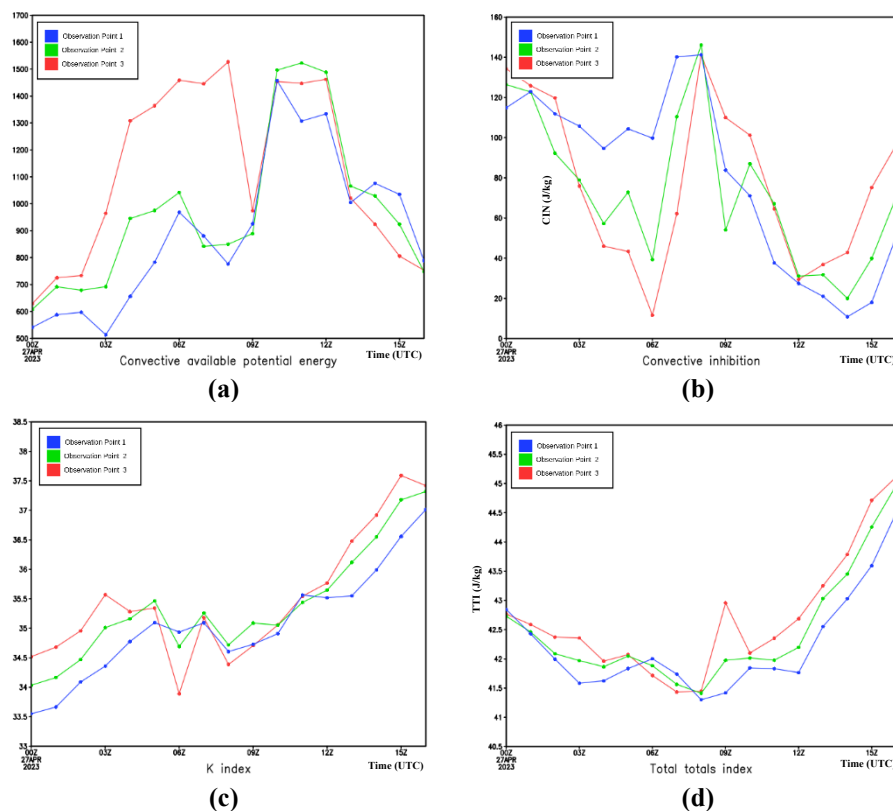 1700
1600
1500
1400
1300
1200
1100
1000
900
800
700
600
500
Observation Point 1
Observation Point 2
Observation Point 3
00Z 03Z 06Z 09Z 12Z 15Z
27APR
2023
Convective available potential energy
Time (UTC)
(a)
160
140
120
100
80
60
40
20
0
CIN (J/kg)
Observation Point 1
Observation Point 2
Observation Point 3
00Z 03Z 06Z 09Z 12Z 15Z
27APR
2023
Convective inhibition
Time (UTC)
(b)
38.5
38
37.5
37
36.5
36
35.5
35
34.5
34
33.5
33
Observation Point 1
Observation Point 2
Observation Point 3
00Z 03Z 06Z 09Z 12Z 15Z
27APR
2023
K index
Time (UTC)
(c)
46
45.5
45
44.5
44
43.5
43
42.5
42
41.5
41
40.5
TTI (J/kg)
Observation Point 1
Observation Point 2
Observation Point 3
00Z 03Z 06Z 09Z 12Z 15Z
27APR
2023
Total totals index
Time (UTC)
(d)